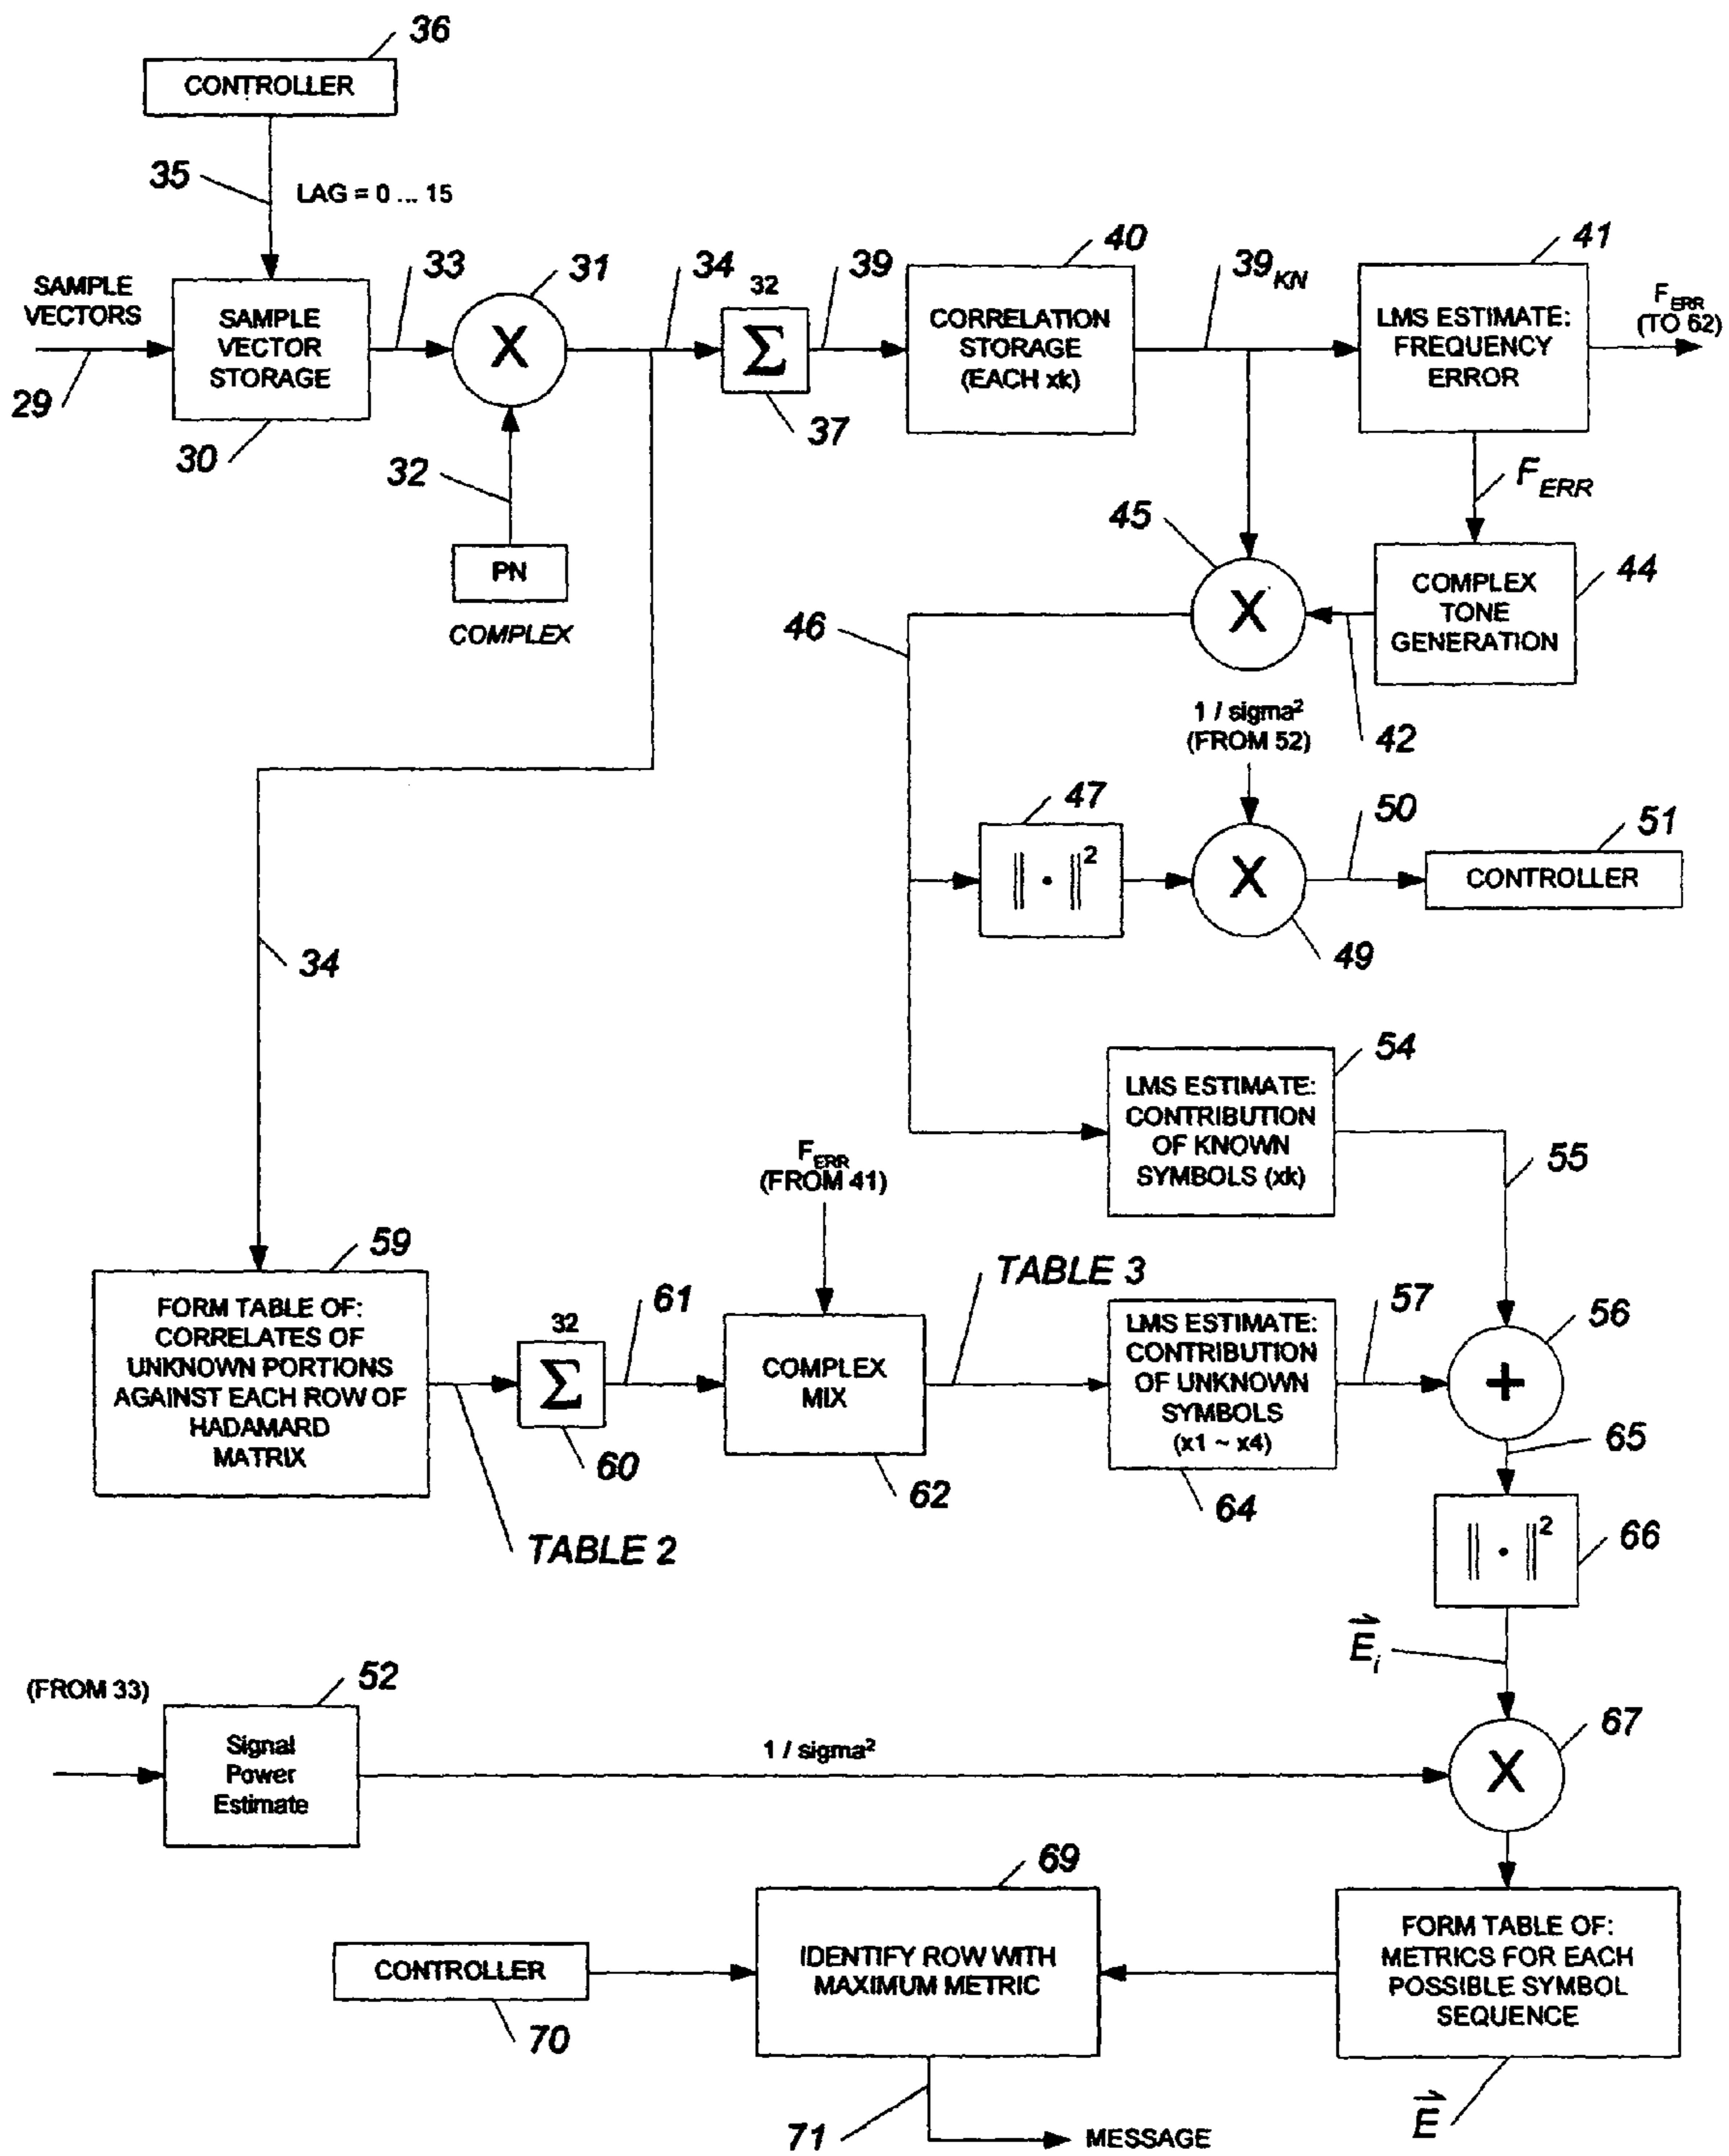 36
CONTROLLER
35
LAG = 0 ... 15
SAMPLE
VECTORS
29
SAMPLE
VECTOR
STORAGE
30
33
31
X
32
PN
COMPLEX
34
32
Σ
37
39
40
CORRELATION
STORAGE
(EACH xk)
39 KN
41
LMS ESTIMATE:
FREQUENCY
ERROR
F ERR
(TO 62)
F ERR
45
X
COMPLEX
TONE
GENERATION
44
46
42
1 / sigma²
(FROM 52)
47
‖ • ‖²
X
49
50
51
CONTROLLER
34
54
LMS ESTIMATE:
CONTRIBUTION
OF KNOWN
SYMBOLS (xk)
55
F ERR
(FROM 41)
59
FORM TABLE OF:
CORRELATES OF
UNKNOWN PORTIONS
AGAINST EACH ROW OF
HADAMARD
MATRIX
TABLE 2
32
Σ
60
61
COMPLEX
MIX
62
TABLE 3
LMS ESTIMATE:
CONTRIBUTION
OF UNKNOWN
SYMBOLS
(x1 ~ x4)
64
57
56
+
65
‖ • ‖²
66
E⃗ i
(FROM 33)
52
Signal
Power
Estimate
1 / sigma²
67
X
69
IDENTIFY ROW WITH
MAXIMUM METRIC
CONTROLLER
70
FORM TABLE OF:
METRICS FOR EACH
POSSIBLE SYMBOL
SEQUENCE
E⃗
71
MESSAGE